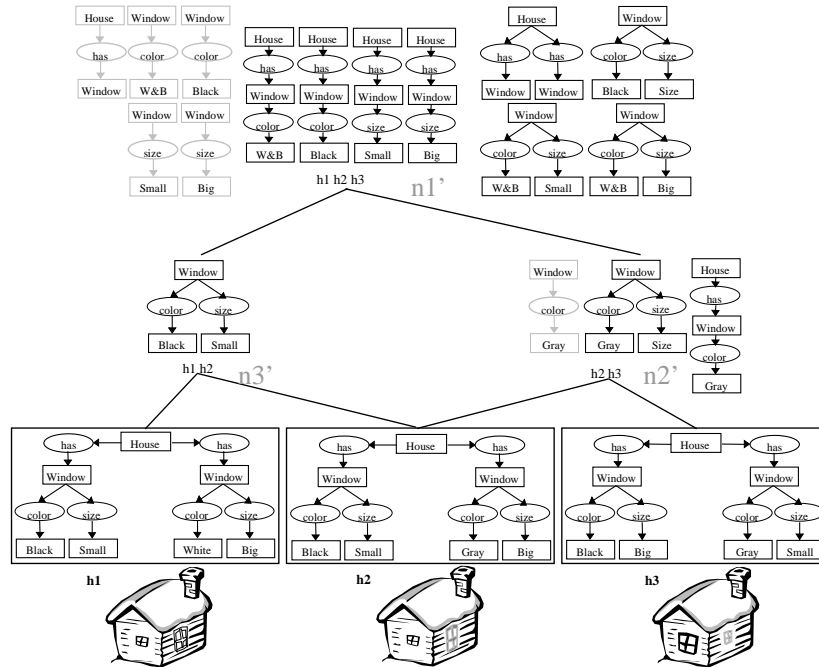 House Window Window House House House House House Window
has color color has has has has has has color size
Window W&B Black Window Window Window Window Window Window Black Size
Window Window color color size size Window Window
size size W&B Black Small Big color size color size
Small Big W&B Small W&B Big
h1 h2 h3 n1’
Window Window Window House
color size color color size has
Black Small Gray Gray Size Window
color
Gray
h1 h2 n3’ h2 h3 n2’
has House has has House has has House has
Window Window Window Window Window Window
color size color size color size color size color size color size
Black Small White Big Black Small Gray Big Black Big Gray Small
h1 h2 h3